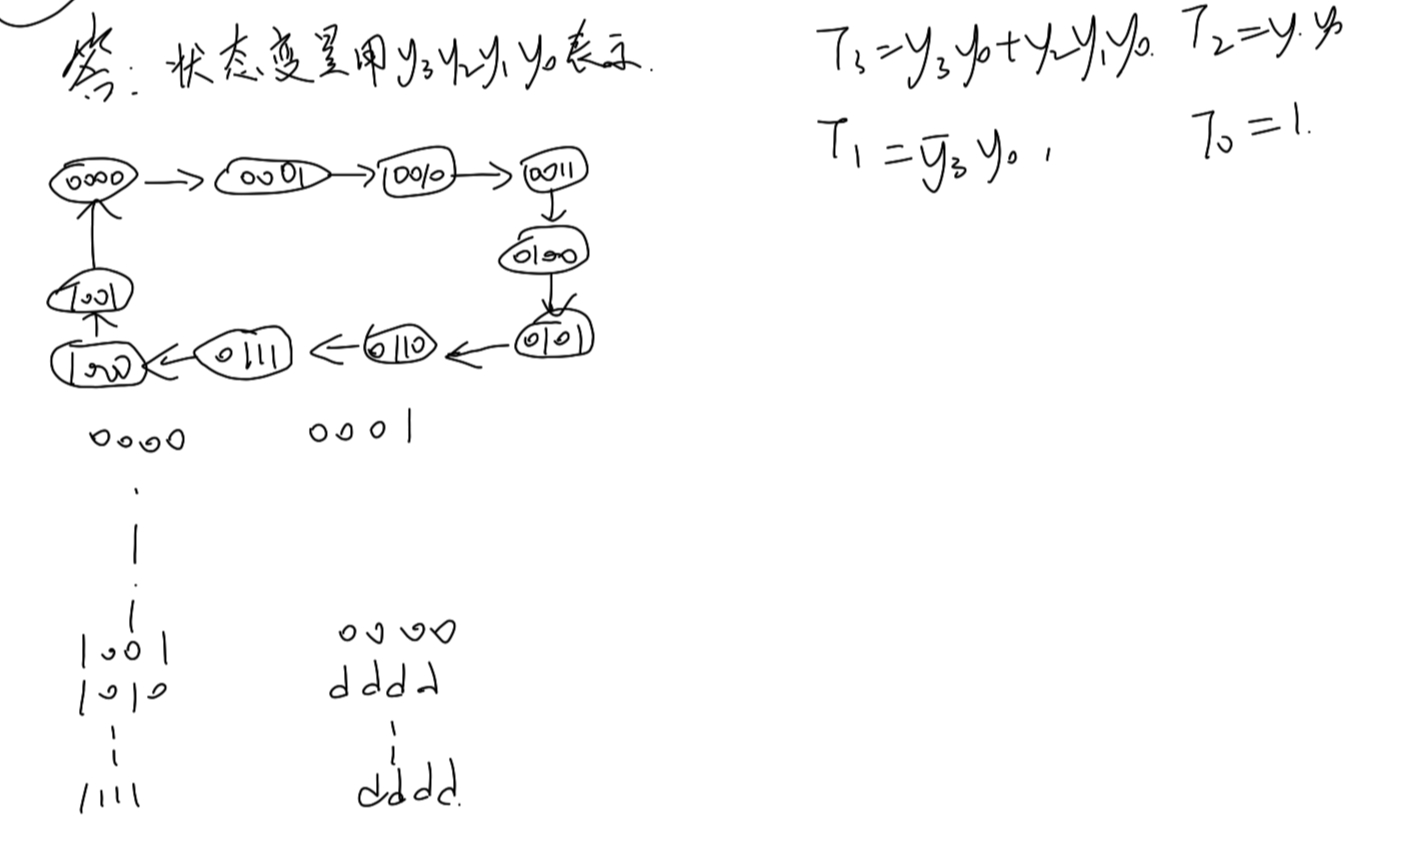 答：状态变量用y₃y₂y₁y₀表示.
T₃=y₃y₀+y₂y₁y₀. T₂=y₁y₀
T₁=y̅₃y₀, T₀=1.
0000 → 0001 → 0010 → 0011
0100
1001
1000 ← 0111 ← 0110 ← 0101
0000 0001
1001 0000
1010 dddd
1111 dddd.